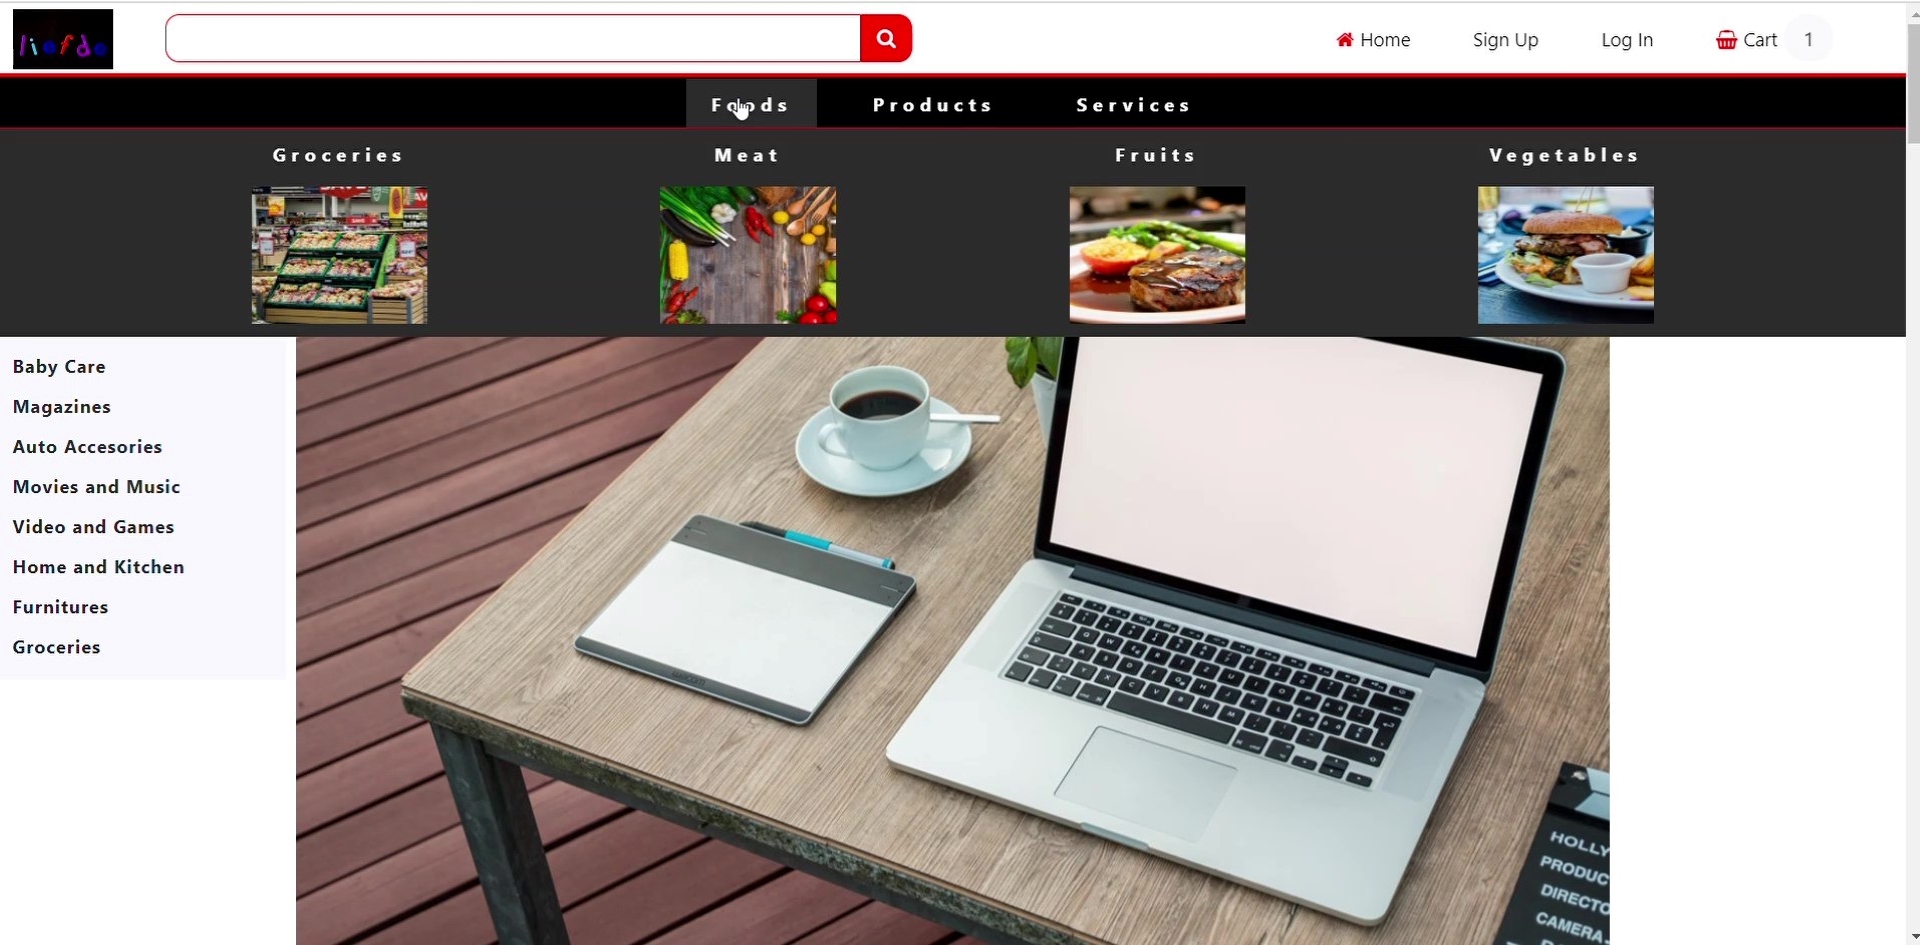 liefde
Home
Sign Up
Log In
Cart
1
Foods
Products
Services
Groceries
Meat
Fruits
Vegetables
Baby Care
Magazines
Auto Accesories
Movies and Music
Video and Games
Home and Kitchen
Furnitures
Groceries
HOLLY
PRODUC
DIRECTO
CAMERA